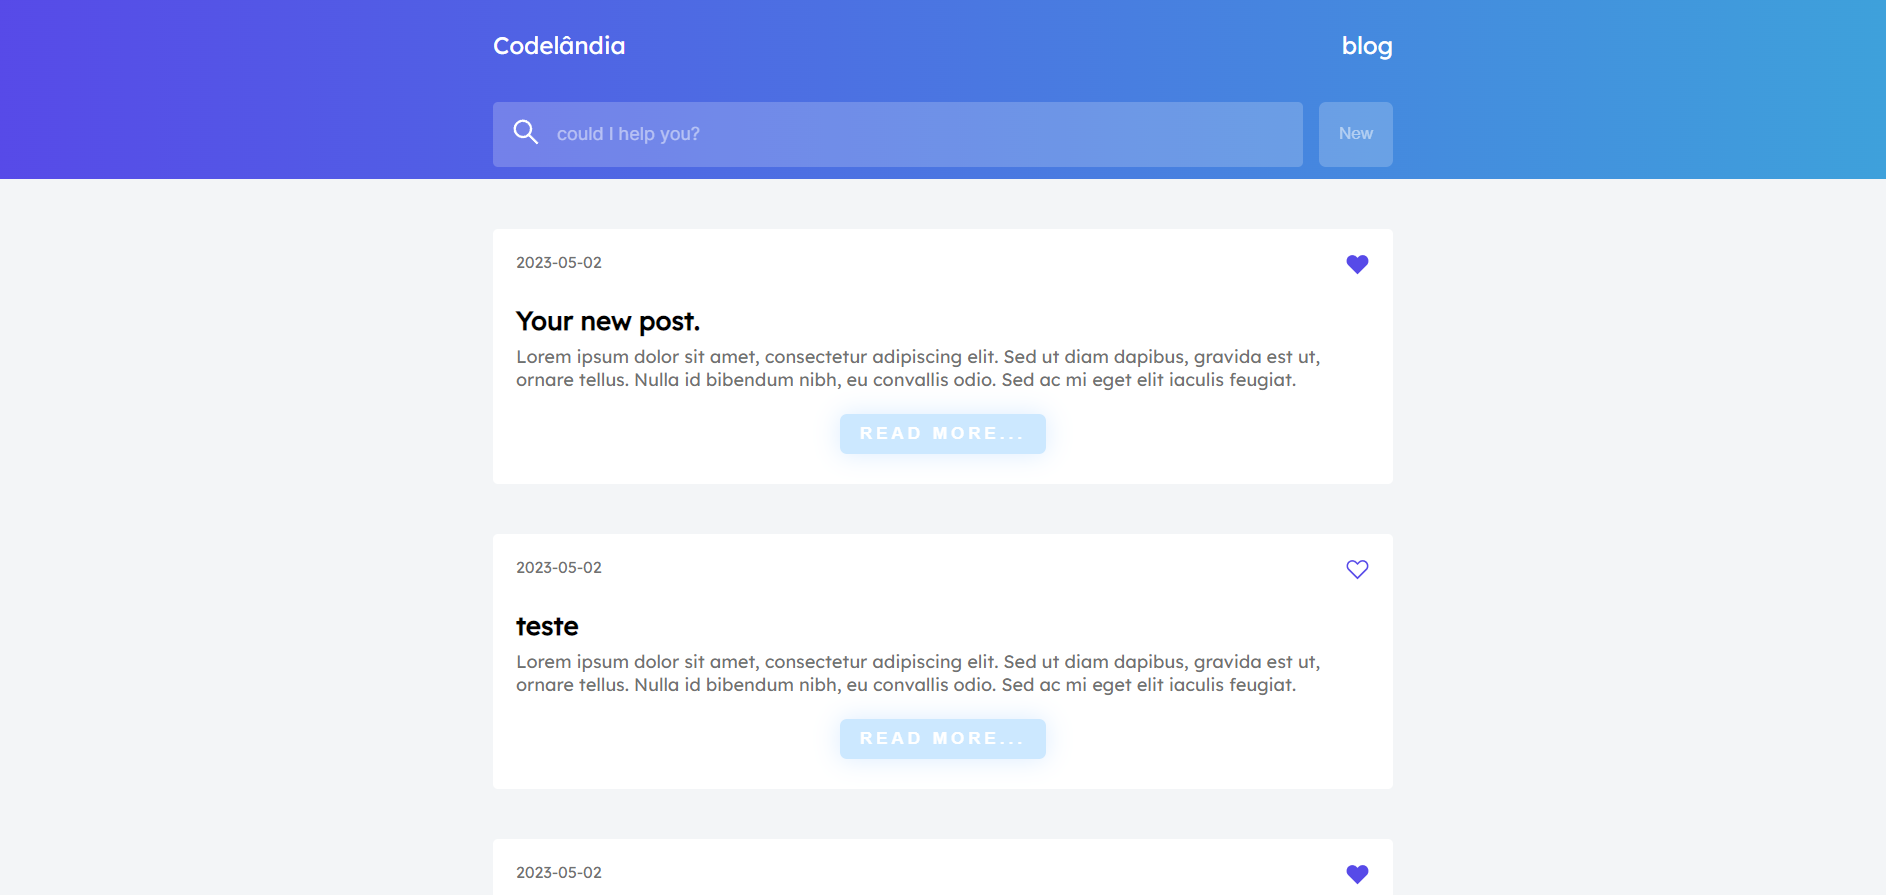 Codelândia
blog
could I help you?
New
2023-05-02
Your new post.
Lorem ipsum dolor sit amet, consectetur adipiscing elit. Sed ut diam dapibus, gravida est ut,
ornare tellus. Nulla id bibendum nibh, eu convallis odio. Sed ac mi eget elit iaculis feugiat.
READ MORE...
2023-05-02
teste
Lorem ipsum dolor sit amet, consectetur adipiscing elit. Sed ut diam dapibus, gravida est ut,
ornare tellus. Nulla id bibendum nibh, eu convallis odio. Sed ac mi eget elit iaculis feugiat.
READ MORE...
2023-05-02